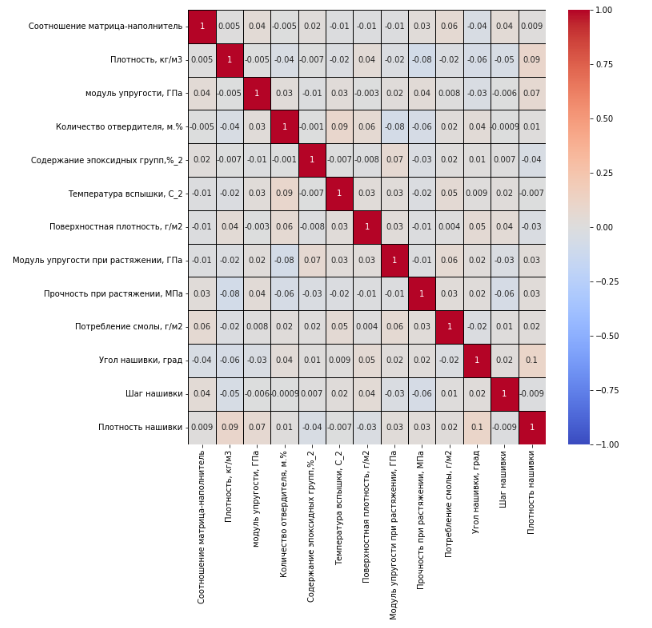 Соотношение матрица-наполнитель 1 0.005 0.04 -0.005 0.02 -0.01 -0.01 -0.01 0.03 0.06 -0.04 0.04 0.009
Плотность, кг/м3 0.005 1 -0.005 -0.04 -0.007 -0.02 0.04 -0.02 -0.08 -0.02 -0.06 -0.05 0.09
модуль упругости, ГПа 0.04 -0.005 1 0.03 -0.01 0.03 -0.003 0.02 0.04 0.008 -0.03 -0.006 0.07
Количество отвердителя, м.% -0.005 -0.04 0.03 1 -0.001 0.09 0.06 -0.08 -0.06 0.02 0.04 -0.0009 0.01
Содержание эпоксидных групп,%_2 0.02 -0.007 -0.01 -0.001 1 -0.007 -0.008 0.07 -0.03 0.02 0.01 0.007 -0.04
Температура вспышки, С_2 -0.01 -0.02 0.03 0.09 -0.007 1 0.03 0.03 -0.02 0.05 0.009 0.02 -0.007
Поверхностная плотность, г/м2 -0.01 0.04 -0.003 0.06 -0.008 0.03 1 0.03 -0.01 0.004 0.05 0.04 -0.03
Модуль упругости при растяжении, ГПа -0.01 -0.02 0.02 -0.08 0.07 0.03 0.03 1 -0.01 0.06 0.02 -0.03 0.03
Прочность при растяжении, МПа 0.03 -0.08 0.04 -0.06 -0.03 -0.02 -0.01 -0.01 1 0.03 0.02 -0.06 0.03
Потребление смолы, г/м2 0.06 -0.02 0.008 0.02 0.02 0.05 0.004 0.06 0.03 1 -0.02 0.01 0.02
Угол нашивки, град -0.04 -0.06 -0.03 0.04 0.01 0.009 0.05 0.02 0.02 -0.02 1 0.02 0.1
Шаг нашивки 0.04 -0.05 -0.006 -0.0009 0.007 0.02 0.04 -0.03 -0.06 0.01 0.02 1 -0.009
Плотность нашивки 0.009 0.09 0.07 0.01 -0.04 -0.007 -0.03 0.03 0.03 0.02 0.1 -0.009 1
Соотношение матрица-наполнитель
Плотность, кг/м3
модуль упругости, ГПа
Количество отвердителя, м.%
Содержание эпоксидных групп,%_2
Температура вспышки, С_2
Поверхностная плотность, г/м2
Модуль упругости при растяжении, ГПа
Прочность при растяжении, МПа
Потребление смолы, г/м2
Угол нашивки, град
Шаг нашивки
Плотность нашивки
1.00
0.75
0.50
0.25
0.00
−0.25
−0.50
−0.75
−1.00